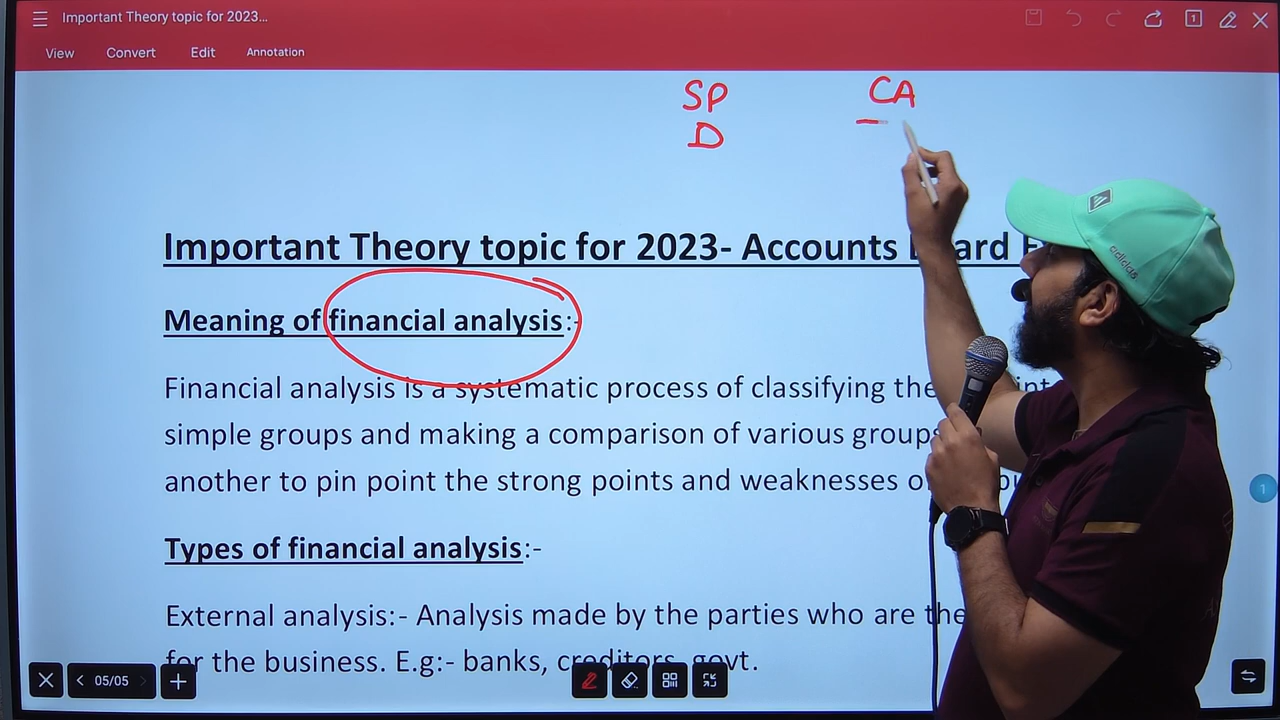 Important Theory topic for 2023...
1
View Convert Edit Annotation
SP CA
D
Important Theory topic for 2023- Accounts
Meaning of financial analysis:-
Financial analysis is a systematic process of classifying the
simple groups and making a comparison of various
another to pin point the strong points and weaknesses
1
Types of financial analysis:-
External analysis:- Analysis made by the parties who are
for the business. E.g:- banks, creditors, govt.
05/05
adidas